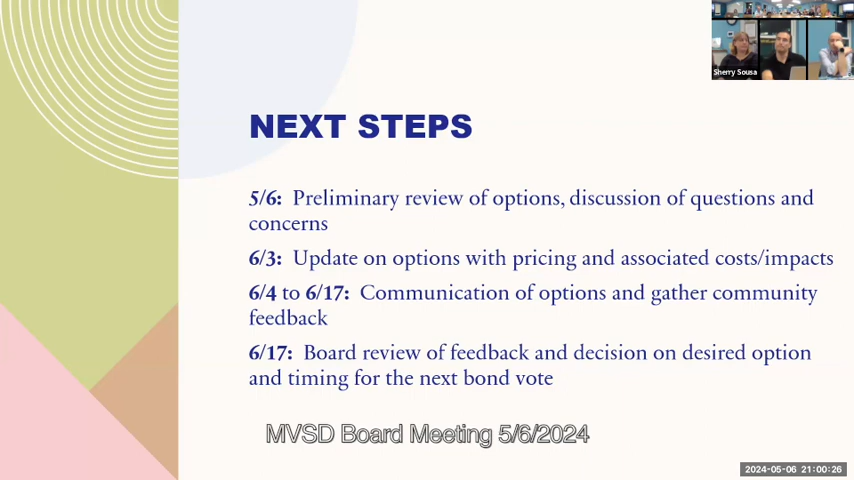 Sherry Sousa
NEXT STEPS
5/6: Preliminary review of options, discussion of questions and
concerns
6/3: Update on options with pricing and associated costs/impacts
6/4 to 6/17: Communication of options and gather community
feedback
6/17: Board review of feedback and decision on desired option
and timing for the next bond vote
MVSD Board Meeting 5/6/2024
2024-05-06 21:00:26